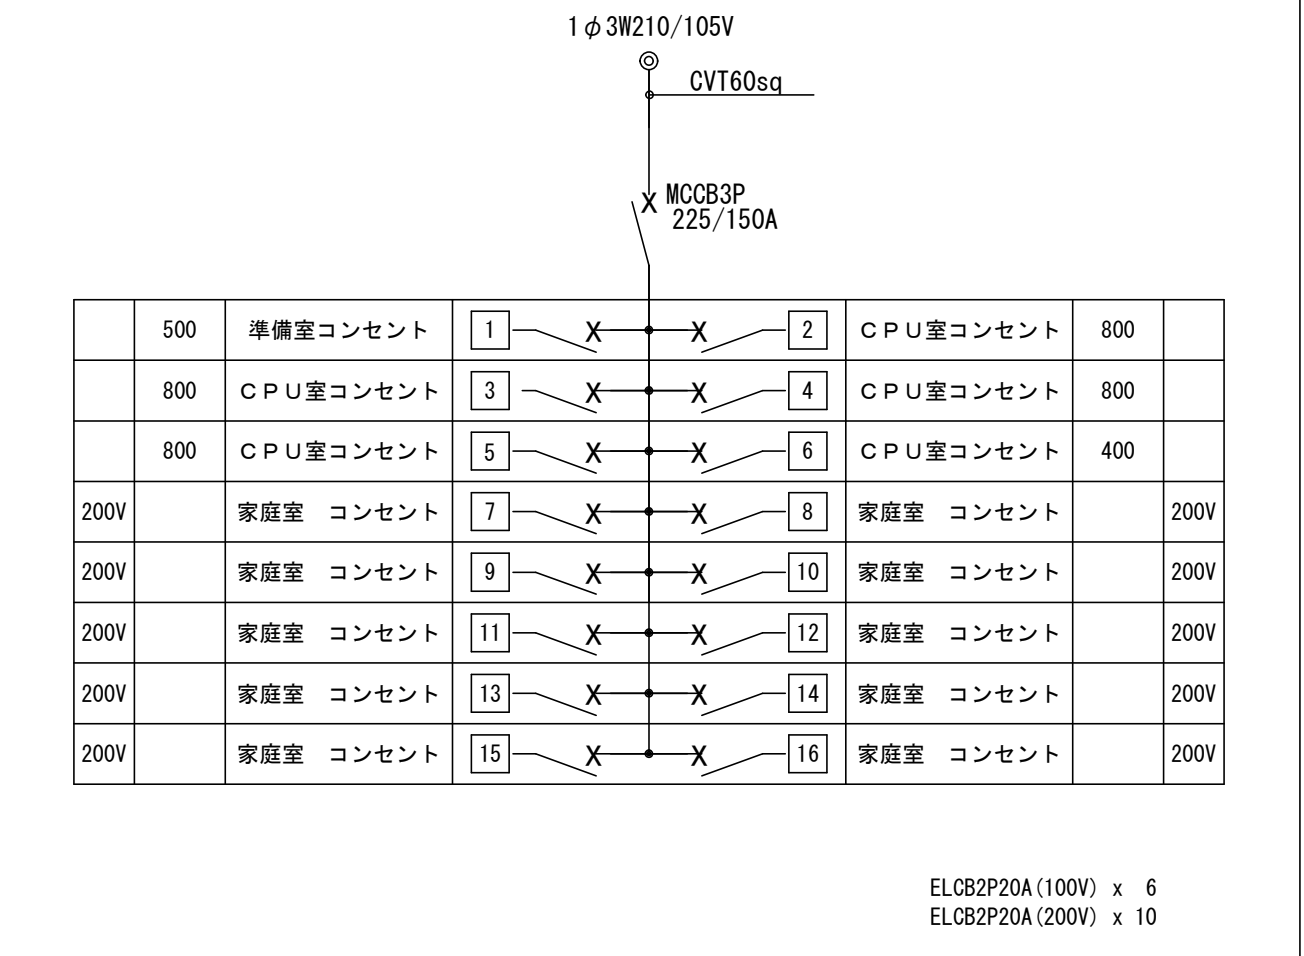 1φ3W210/105V
CVT60sq
MCCB3P
225/150A
500 準備室コンセント 1 2 ＣＰＵ室コンセント 800
800 ＣＰＵ室コンセント 3 4 ＣＰＵ室コンセント 800
800 ＣＰＵ室コンセント 5 6 ＣＰＵ室コンセント 400
200V 家庭室　コンセント 7 8 家庭室　コンセント 200V
200V 家庭室　コンセント 9 10 家庭室　コンセント 200V
200V 家庭室　コンセント 11 12 家庭室　コンセント 200V
200V 家庭室　コンセント 13 14 家庭室　コンセント 200V
200V 家庭室　コンセント 15 16 家庭室　コンセント 200V
ELCB2P20A(100V) x 6
ELCB2P20A(200V) x 10